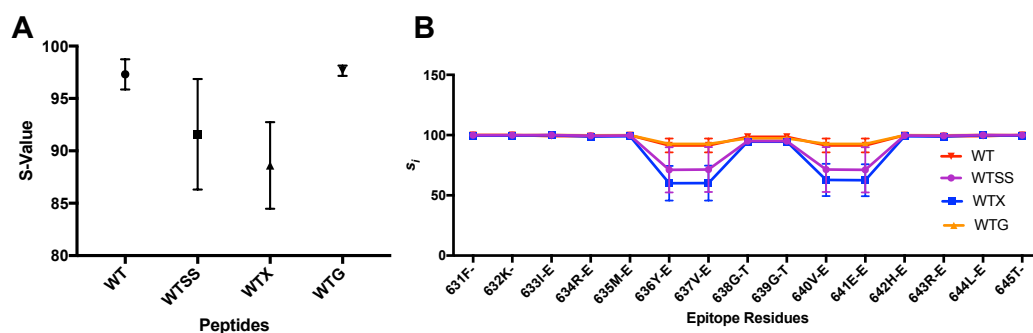 A
S-Value
100
95
90
85
80
WT
WTSS
WTX
WTG
Peptides
B
s_i
150
100
50
0
631F-
632K-
633I-E
634R-E
635M-E
636Y-E
637V-E
638G-T
639G-T
640V-E
641E-E
642H-E
643R-E
644L-E
645T-
Epitope Residues
WT
WTSS
WTX
WTG